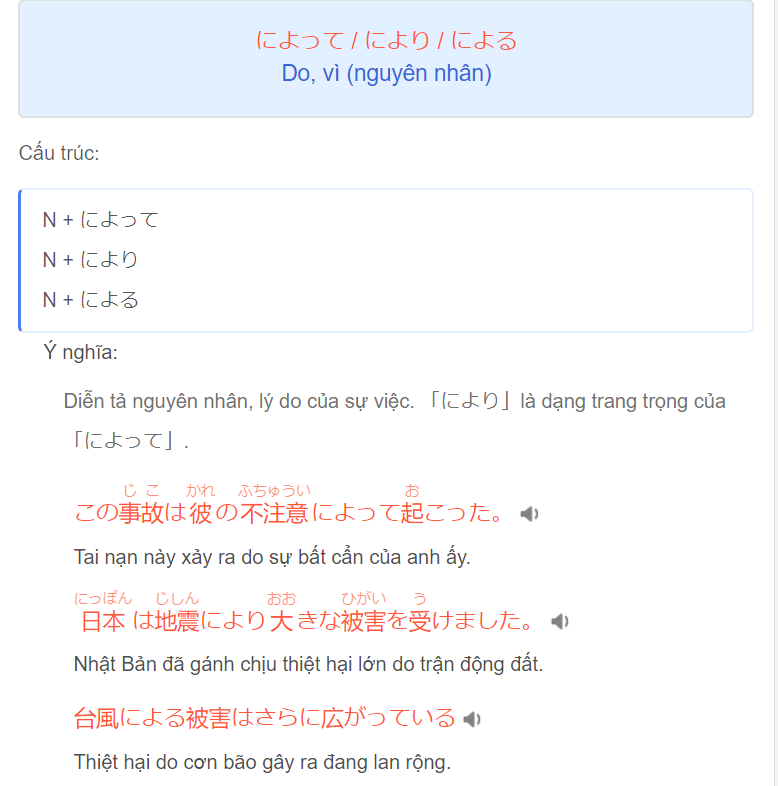 によって / により / による
Do, vì (nguyên nhân)
Cấu trúc:
N + によって
N + により
N + による
Ý nghĩa:
Diễn tả nguyên nhân, lý do của sự việc. 「により」là dạng trang trọng của
「によって」.
じ こ かれ ふちゅうい お
この事故は彼の不注意によって起こった。
Tai nạn này xảy ra do sự bất cẩn của anh ấy.
にっぽん じしん おお ひがい う
日本は地震により大きな被害を受けました。
Nhật Bản đã gánh chịu thiệt hại lớn do trận động đất.
台風による被害はさらに広がっている
Thiệt hại do cơn bão gây ra đang lan rộng.